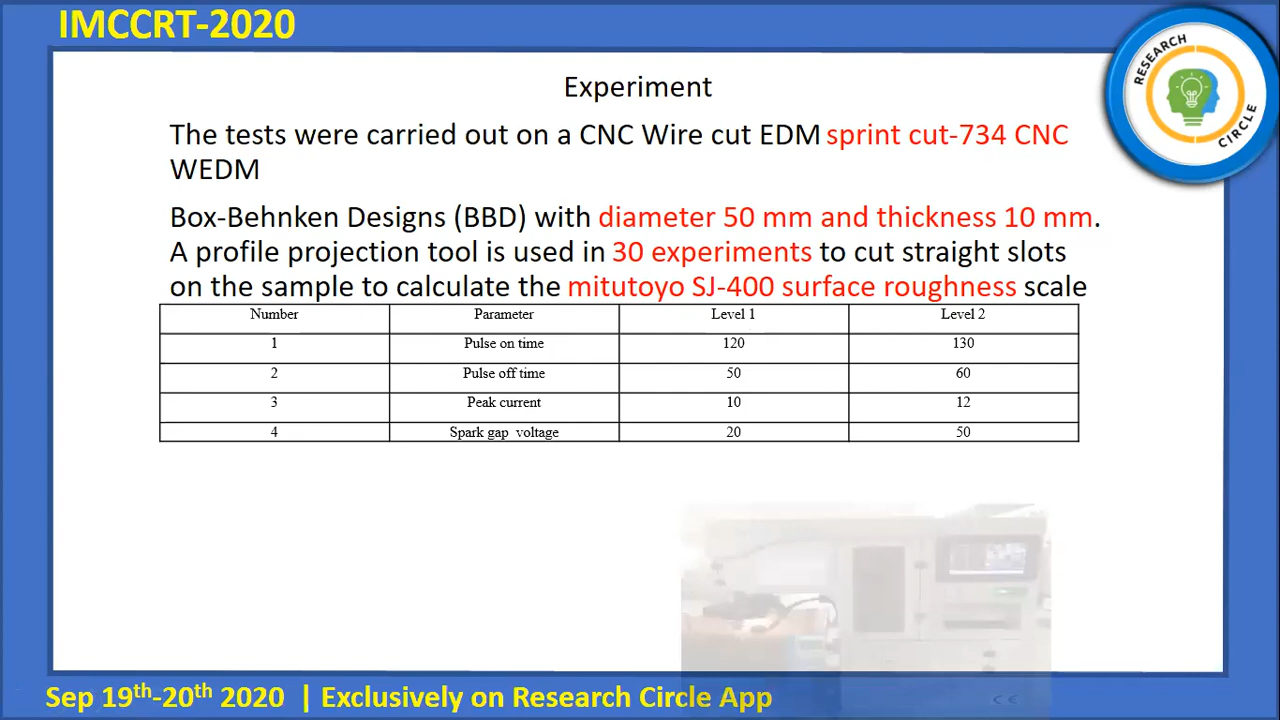 IMCCRT-2020
RESEARCH
CIRCLE
Experiment
The tests were carried out on a CNC Wire cut EDM sprint cut-734 CNC
WEDM
Box-Behnken Designs (BBD) with diameter 50 mm and thickness 10 mm.
A profile projection tool is used in 30 experiments to cut straight slots
on the sample to calculate the mitutoyo SJ-400 surface roughness scale
Number Parameter Level 1 Level 2
1 Pulse on time 120 130
2 Pulse off time 50 60
3 Peak current 10 12
4 Spark gap voltage 20 50
Sep 19th-20th 2020 | Exclusively on Research Circle App